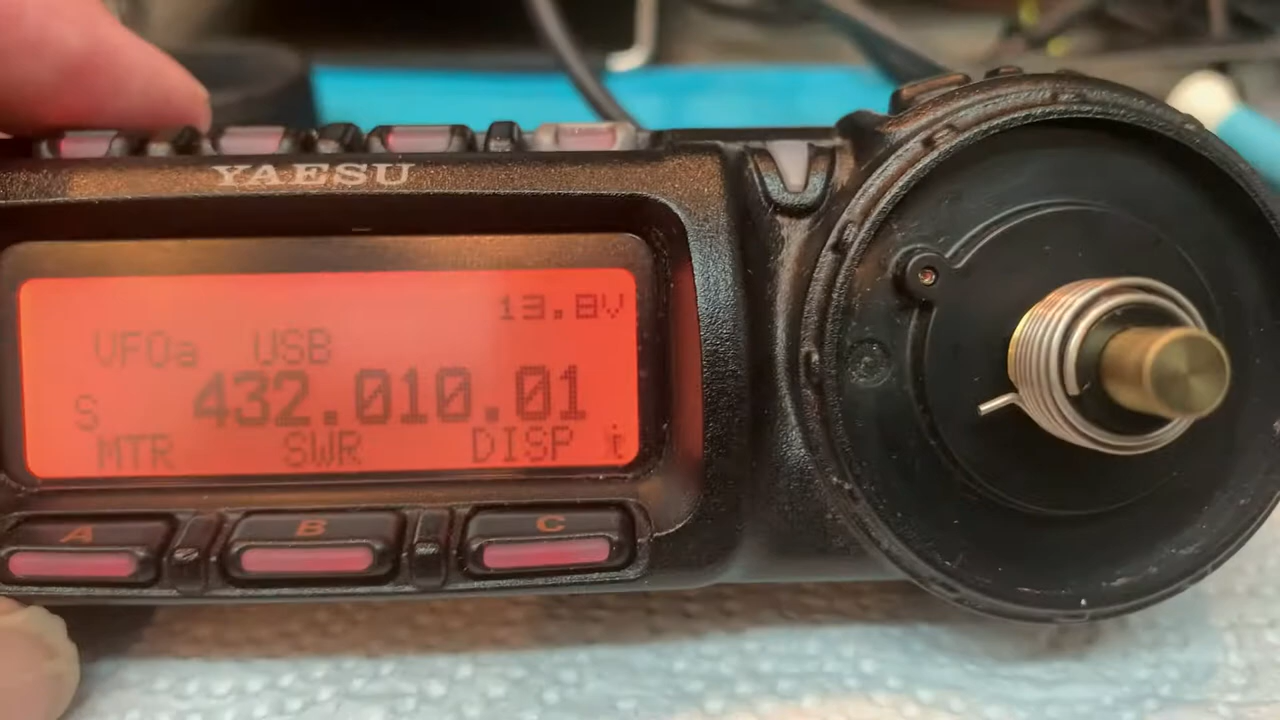 YAESU
13.8V
VFOa USB
S 432.010.01
MTR SWR DISP
A B C